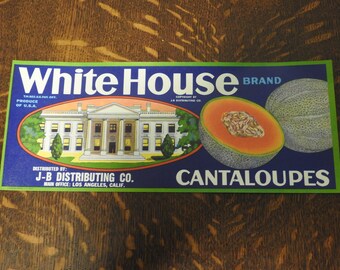 White House BRAND
PRODUCE
OF U.S.A.
DISTRIBUTED BY:
J-B DISTRIBUTING CO.
MAIN OFFICE: LOS ANGELES, CALIF.
CANTALOUPES